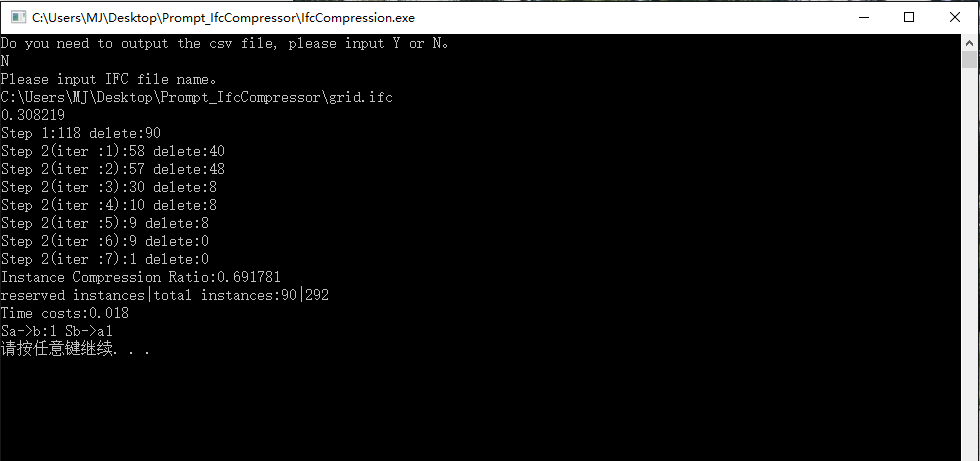 C:\Users\MJ\Desktop\Prompt_IfcCompressor\IfcCompression.exe
Do you need to output the csv file, please input Y or N。
N
Please input IFC file name。
C:\Users\MJ\Desktop\Prompt_IfcCompressor\grid.ifc
0.308219
Step 1:118 delete:90
Step 2(iter :1):58 delete:40
Step 2(iter :2):57 delete:48
Step 2(iter :3):30 delete:8
Step 2(iter :4):10 delete:8
Step 2(iter :5):9 delete:8
Step 2(iter :6):9 delete:0
Step 2(iter :7):1 delete:0
Instance Compression Ratio:0.691781
reserved instances|total instances:90|292
Time costs:0.018
Sa->b:1 Sb->a1
请按任意键继续. . .